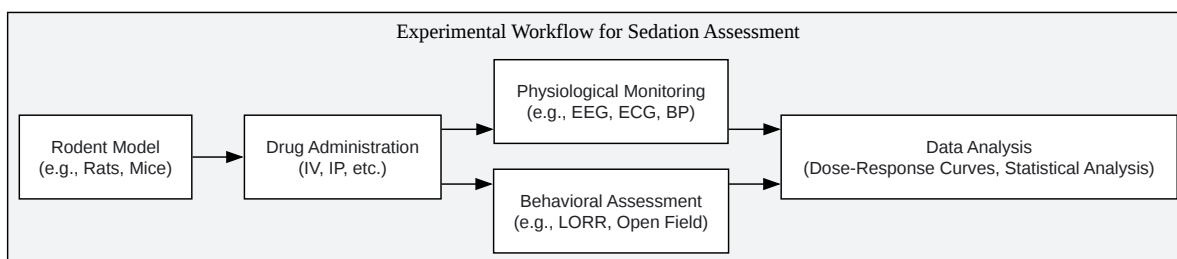 Experimental Workflow for Sedation Assessment
Rodent Model
(e.g., Rats, Mice)
Drug Administration
(IV, IP, etc.)
Physiological Monitoring
(e.g., EEG, ECG, BP)
Behavioral Assessment
(e.g., LORR, Open Field)
Data Analysis
(Dose-Response Curves, Statistical Analysis)